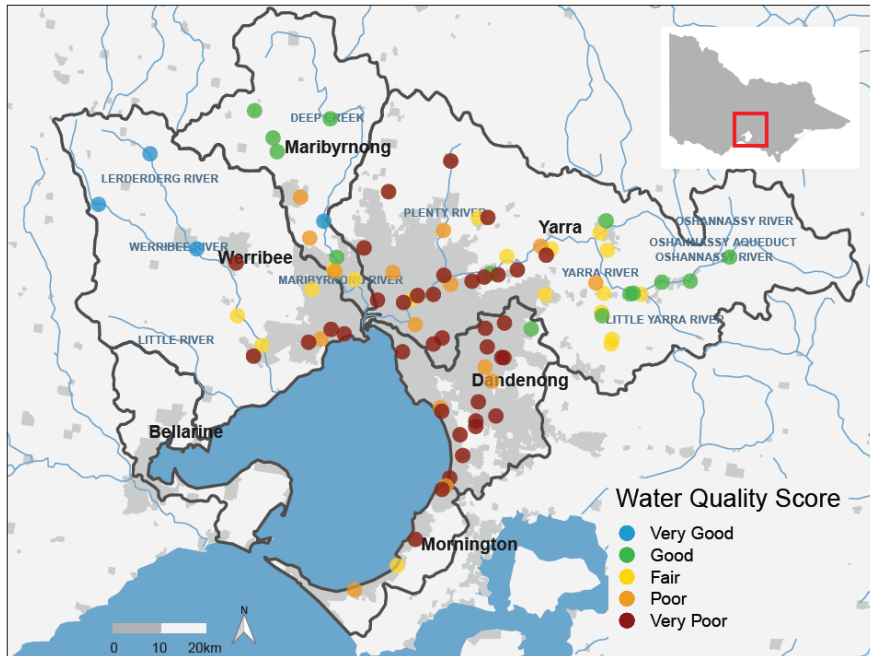 DEEP CREEK
Maribyrnong
LERDERDERG RIVER
PLENTY RIVER
Yarra
OSHANNASSY RIVER
WERRIBEE RIVER
Werribee
OSHANNASSY AQUEDUCT
OSHANNASSY RIVER
MARIBYRNONG RIVER
YARRA RIVER
LITTLE RIVER
LITTLE YARRA RIVER
Dandenong
Bellarine
Mornington
Water Quality Score
Very Good
Good
Fair
Poor
Very Poor
N
0 10 20km